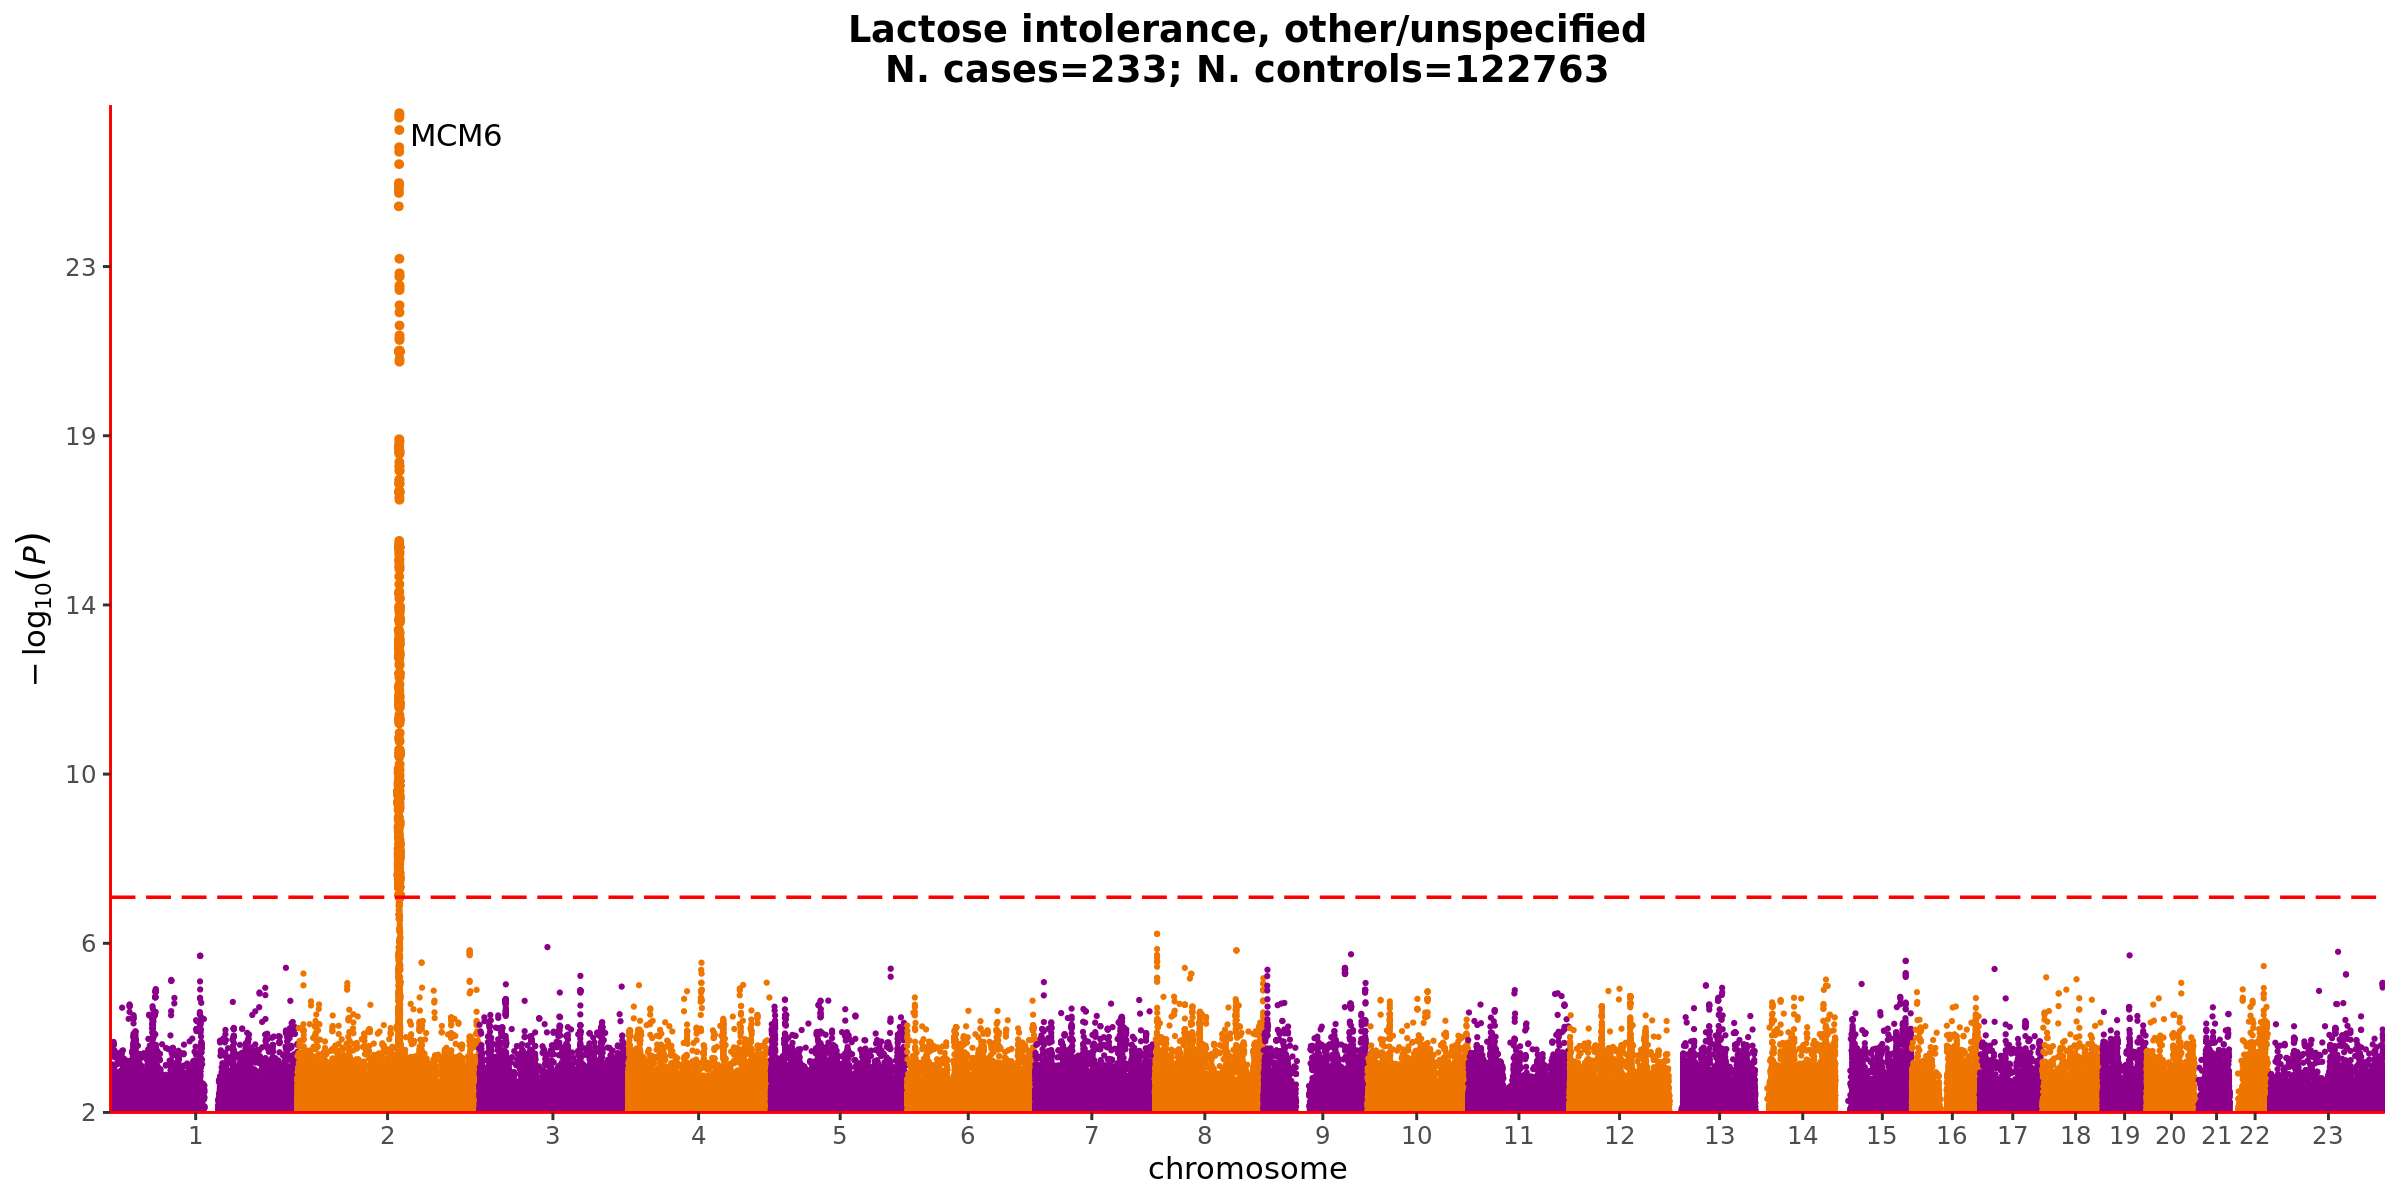 Lactose intolerance, other/unspecified
N. cases=233; N. controls=122763
MCM6
23
19
14
10
6
2
−log₁₀(P)
1 2 3 4 5 6 7 8 9 10 11 12 13 14 15 16 17 18 19 20 21 22 23
chromosome